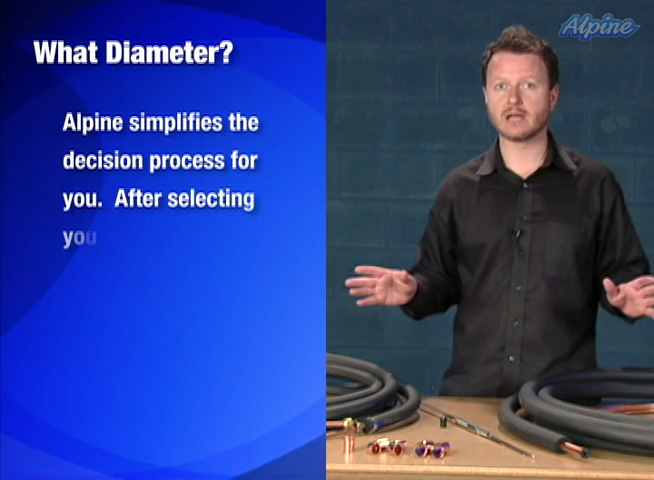 Alpine
What Diameter?
Alpine simplifies the
decision process for
you. After selecting
you